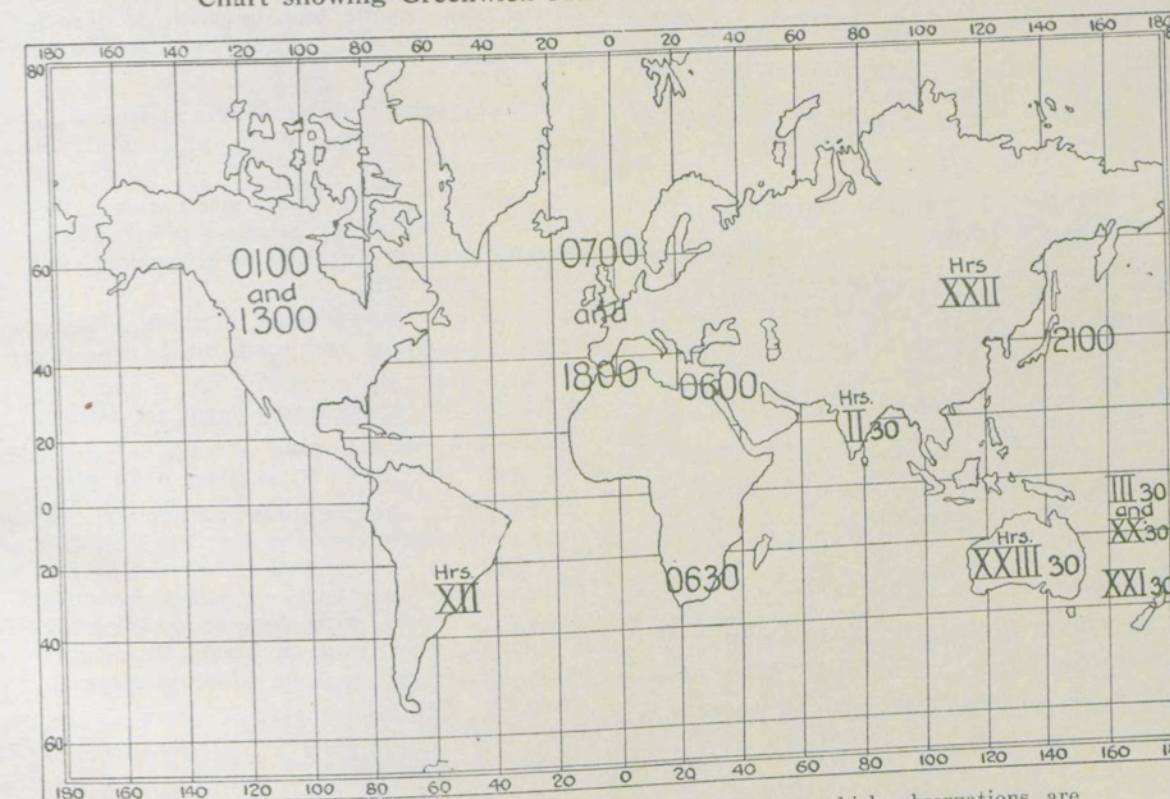 Chart showing Greenwich
180 160 140 120 100 80 60 40 20 0 20 40 60 80 100 120 140 160 180
80
60
40
20
0
20
40
60
0100
and
1300
0700
and
1800
0600
0630
Hrs
XXII
2100
Hrs.
II 30
III 30
and
XX 30
Hrs.
XXIII 30
XXI 30
Hrs.
XII
180 160 140 120 100 80 60 40 20 0 20 40 60 80 100 120 140 160
observations are